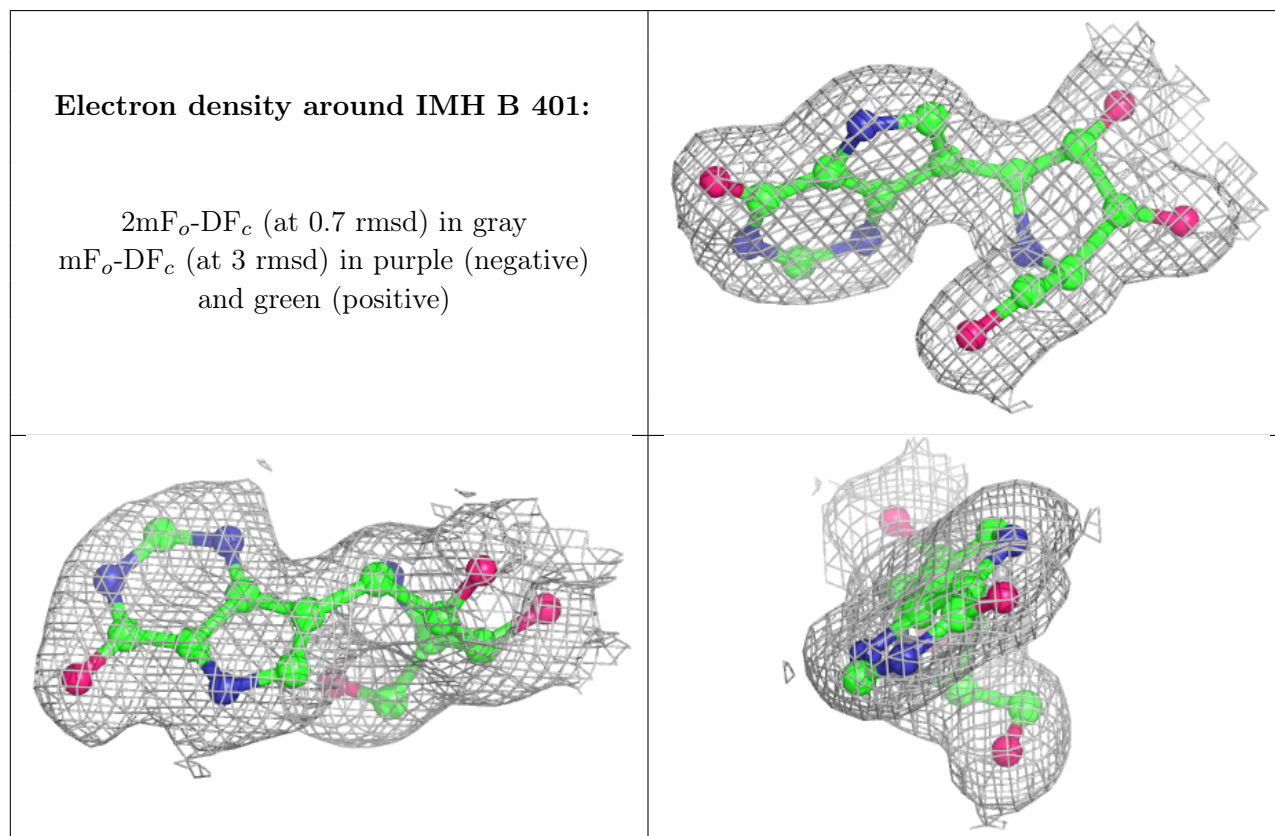 Electron density around IMH B 401:
2mFo-DFc (at 0.7 rmsd) in gray
mFo-DFc (at 3 rmsd) in purple (negative)
and green (positive)